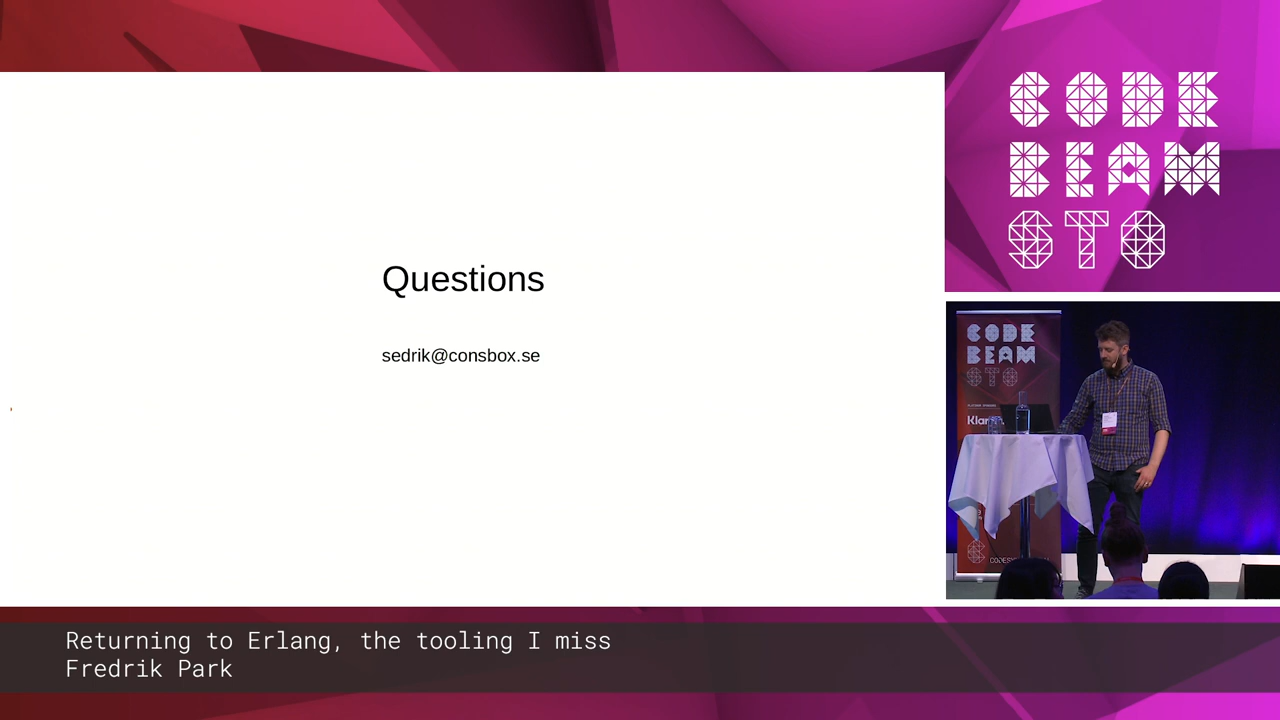 CODE
BEAM
STO
Questions
sedrik@consbox.se
CODE
BEAM
STO
Returning to Erlang, the tooling I miss
Fredrik Park